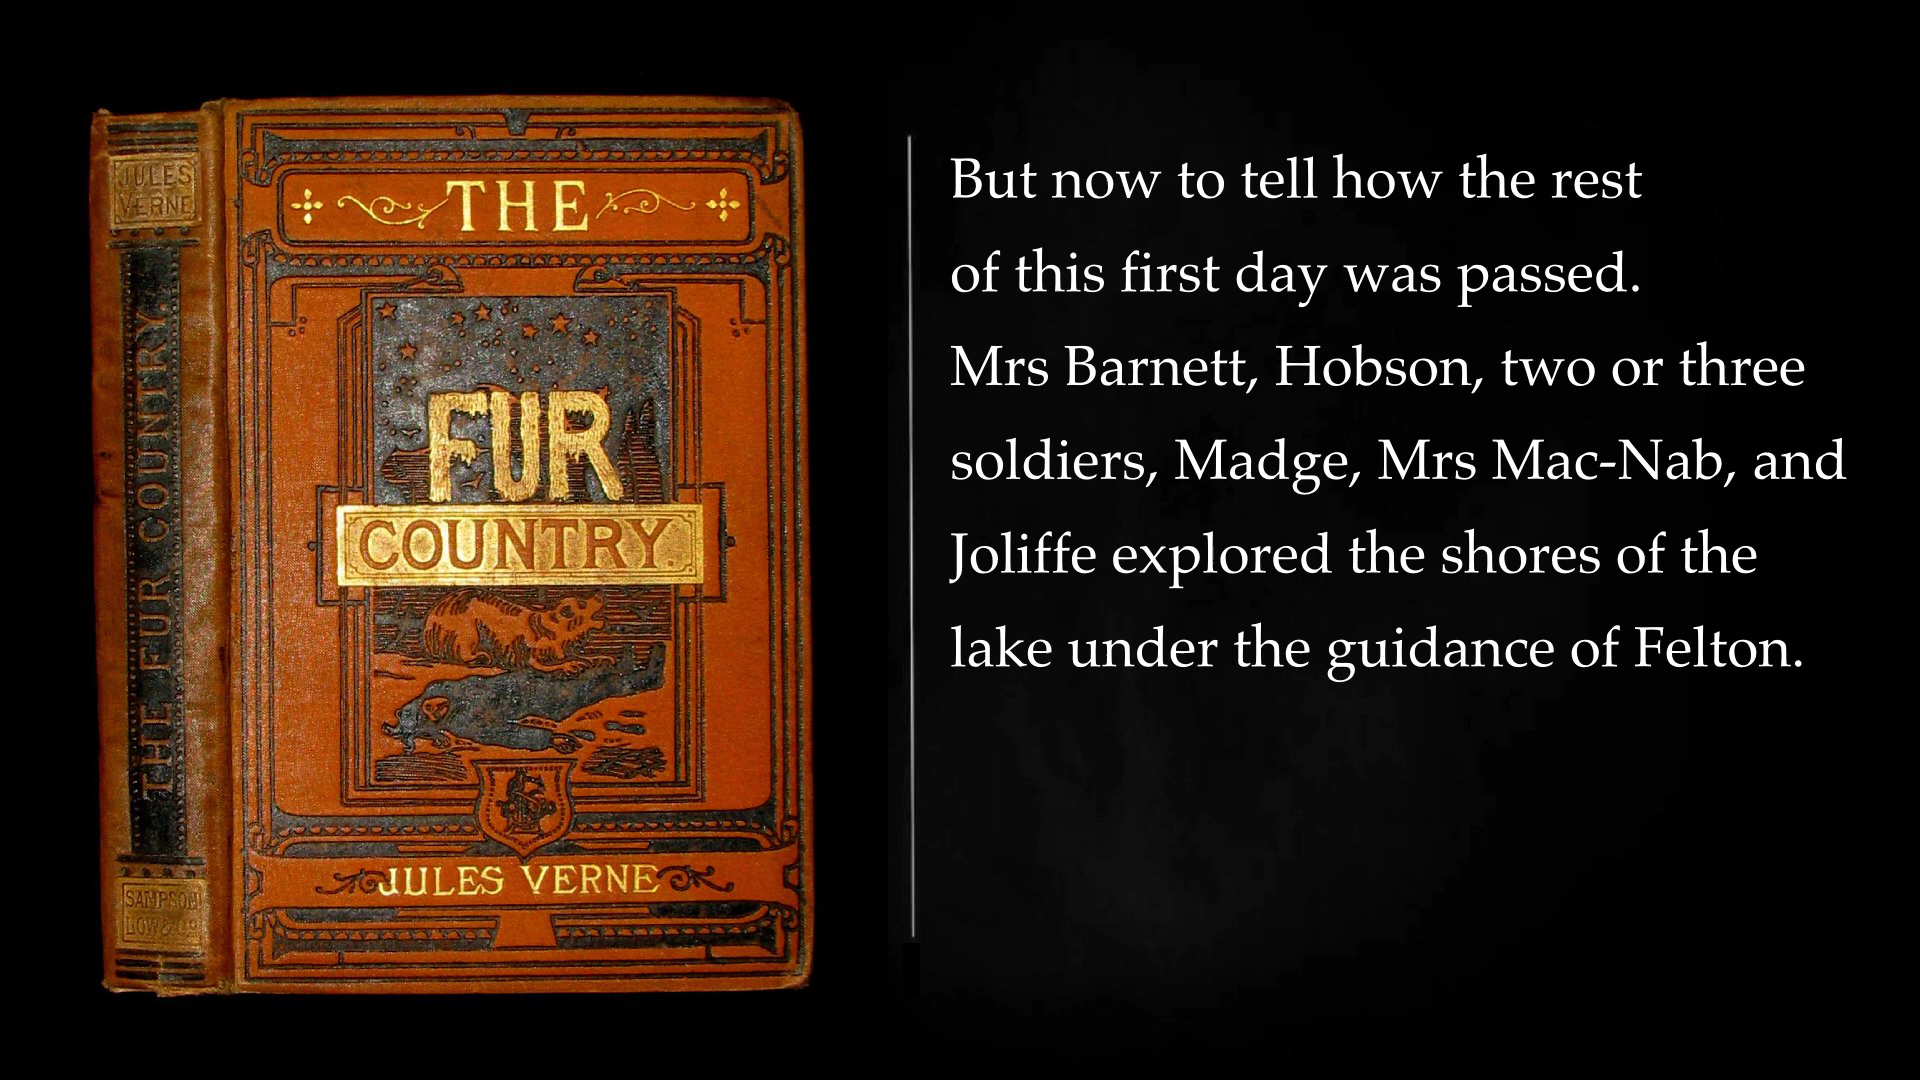 JULES
VERNE
THE FUR COUNTRY.
SAMPSON
LOW & Co
THE
FUR
COUNTRY.
JULES VERNE
But now to tell how the rest
of this first day was passed.
Mrs Barnett, Hobson, two or three
soldiers, Madge, Mrs Mac-Nab, and
Joliffe explored the shores of the
lake under the guidance of Felton.